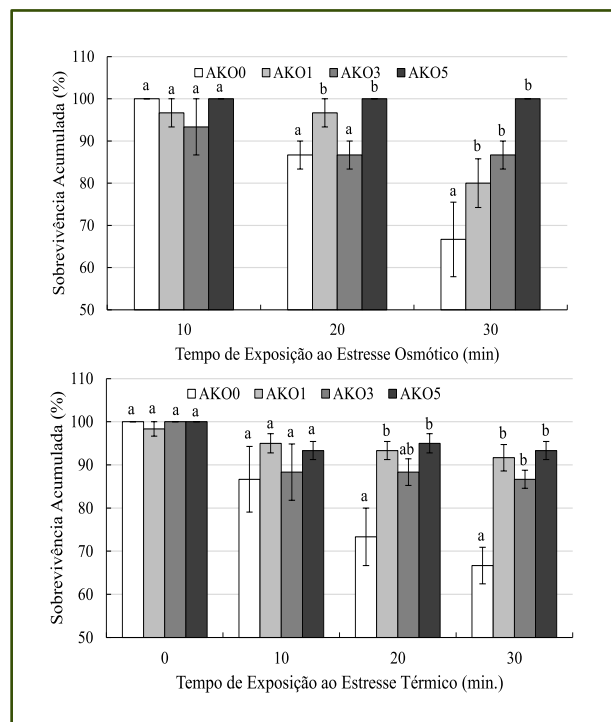 AKO0 AKO1 AKO3 AKO5
Sobrevivência Acumulada (%)
100
90
80
70
60
50
a a a a
a b a b
a b b b
10 20 30
Tempo de Exposição ao Estresse Osmótico (min)
AKO0 AKO1 AKO3 AKO5
Sobrevivência Acumulada (%)
100
90
80
70
60
50
a a a a
a a a a
a b ab b
a b b b
0 10 20 30
Tempo de Exposição ao Estresse Térmico (min.)